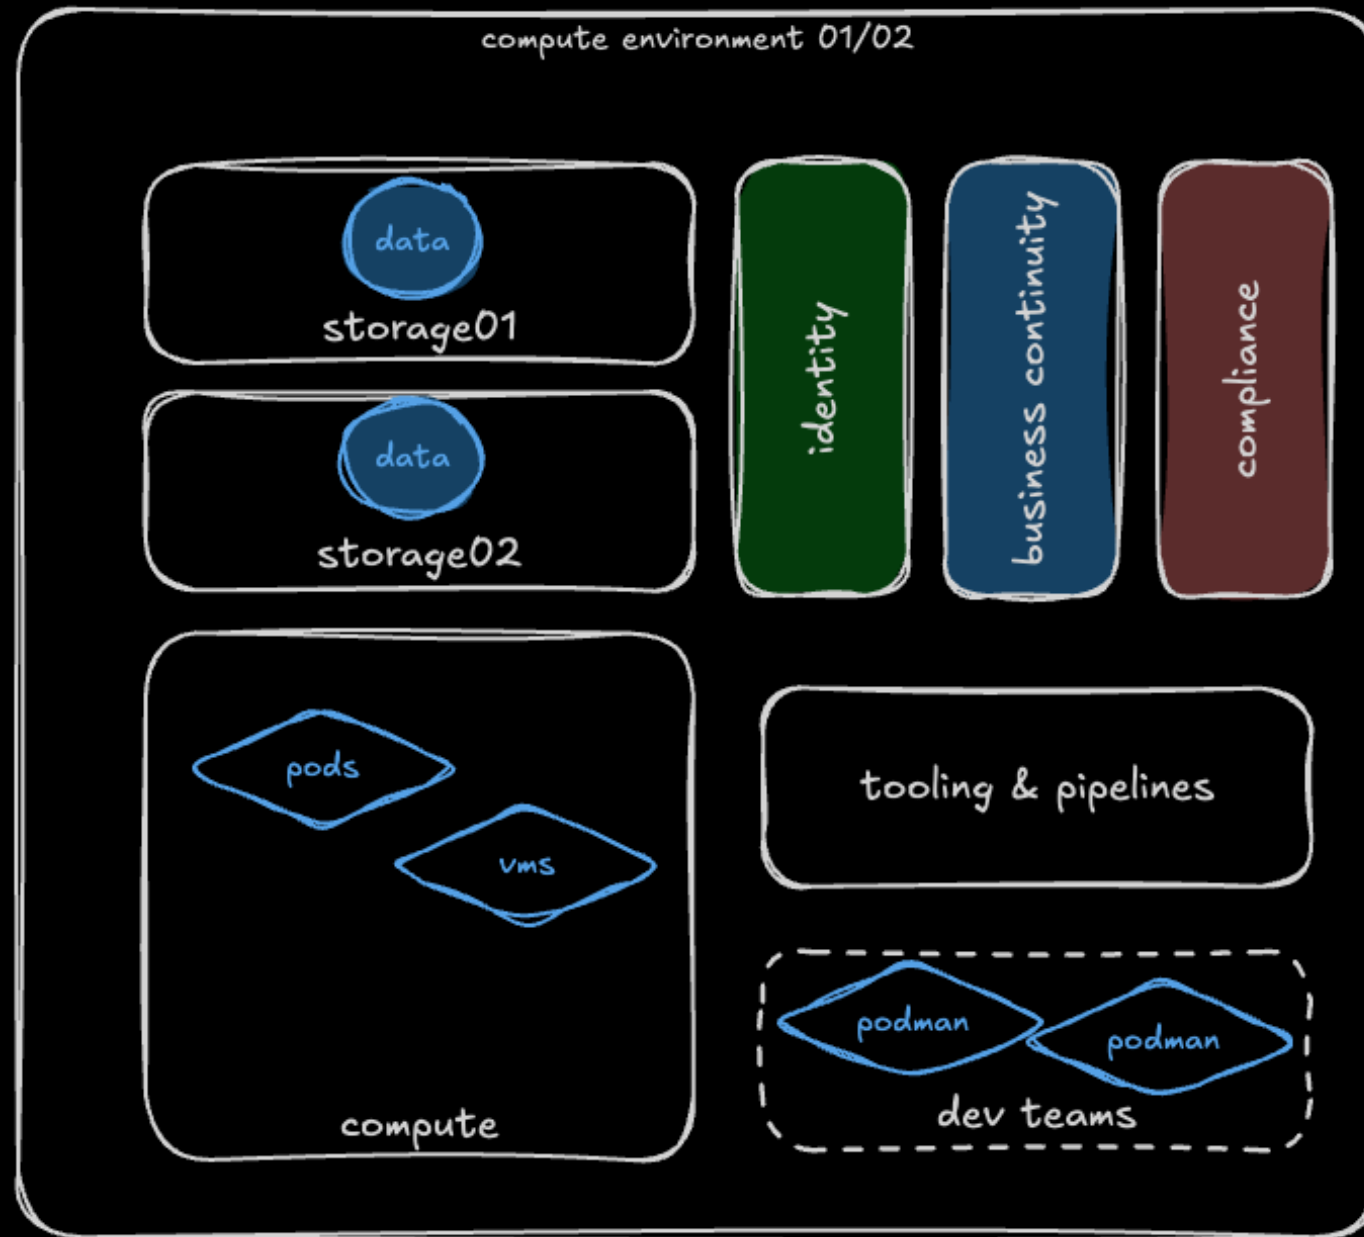 compute environment 01/02
data
storage01
data
storage02
identity
business continuity
compliance
pods
vms
compute
tooling & pipelines
podman
podman
dev teams